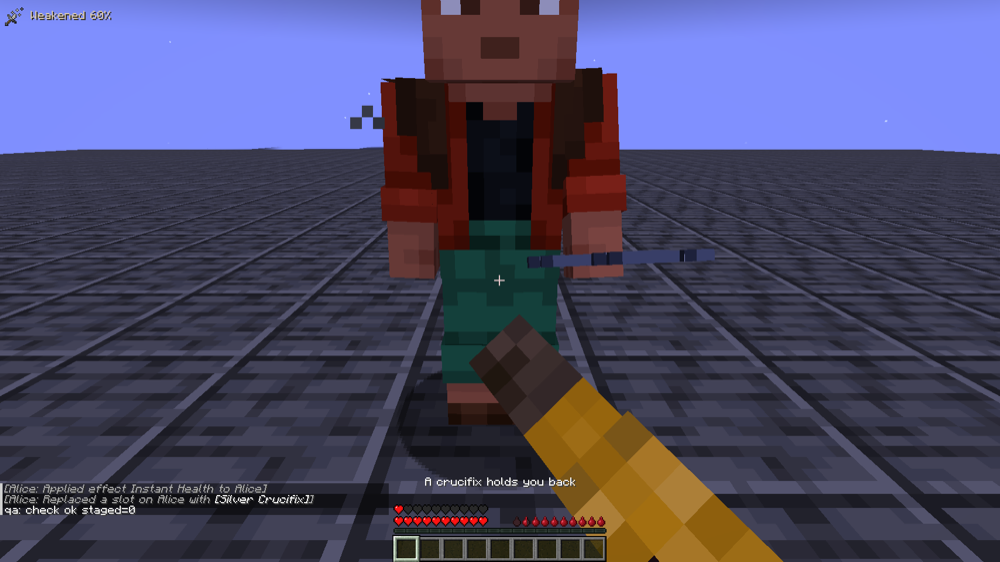 Weakened 60%
A crucifix holds you back
[Alice: Applied effect Instant Health to Alice]
[Alice: Replaced a slot on Alice with [Silver Crucifix]]
qa: check ok staged=0